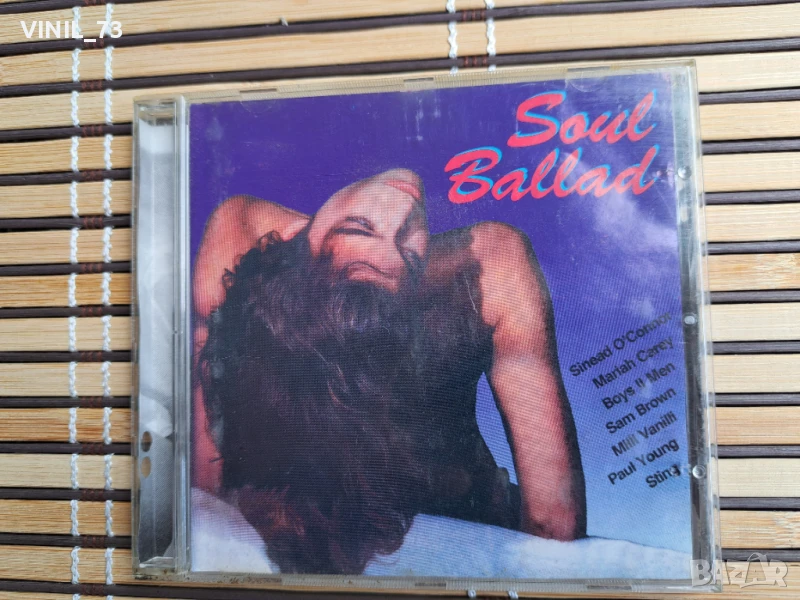 VINIL_73
Soul
Ballad
Sinead O'Connor
Mariah Carey
Boys II Men
Sam Brown
Milli Vanilli
Paul Young
Sting
BAZAR